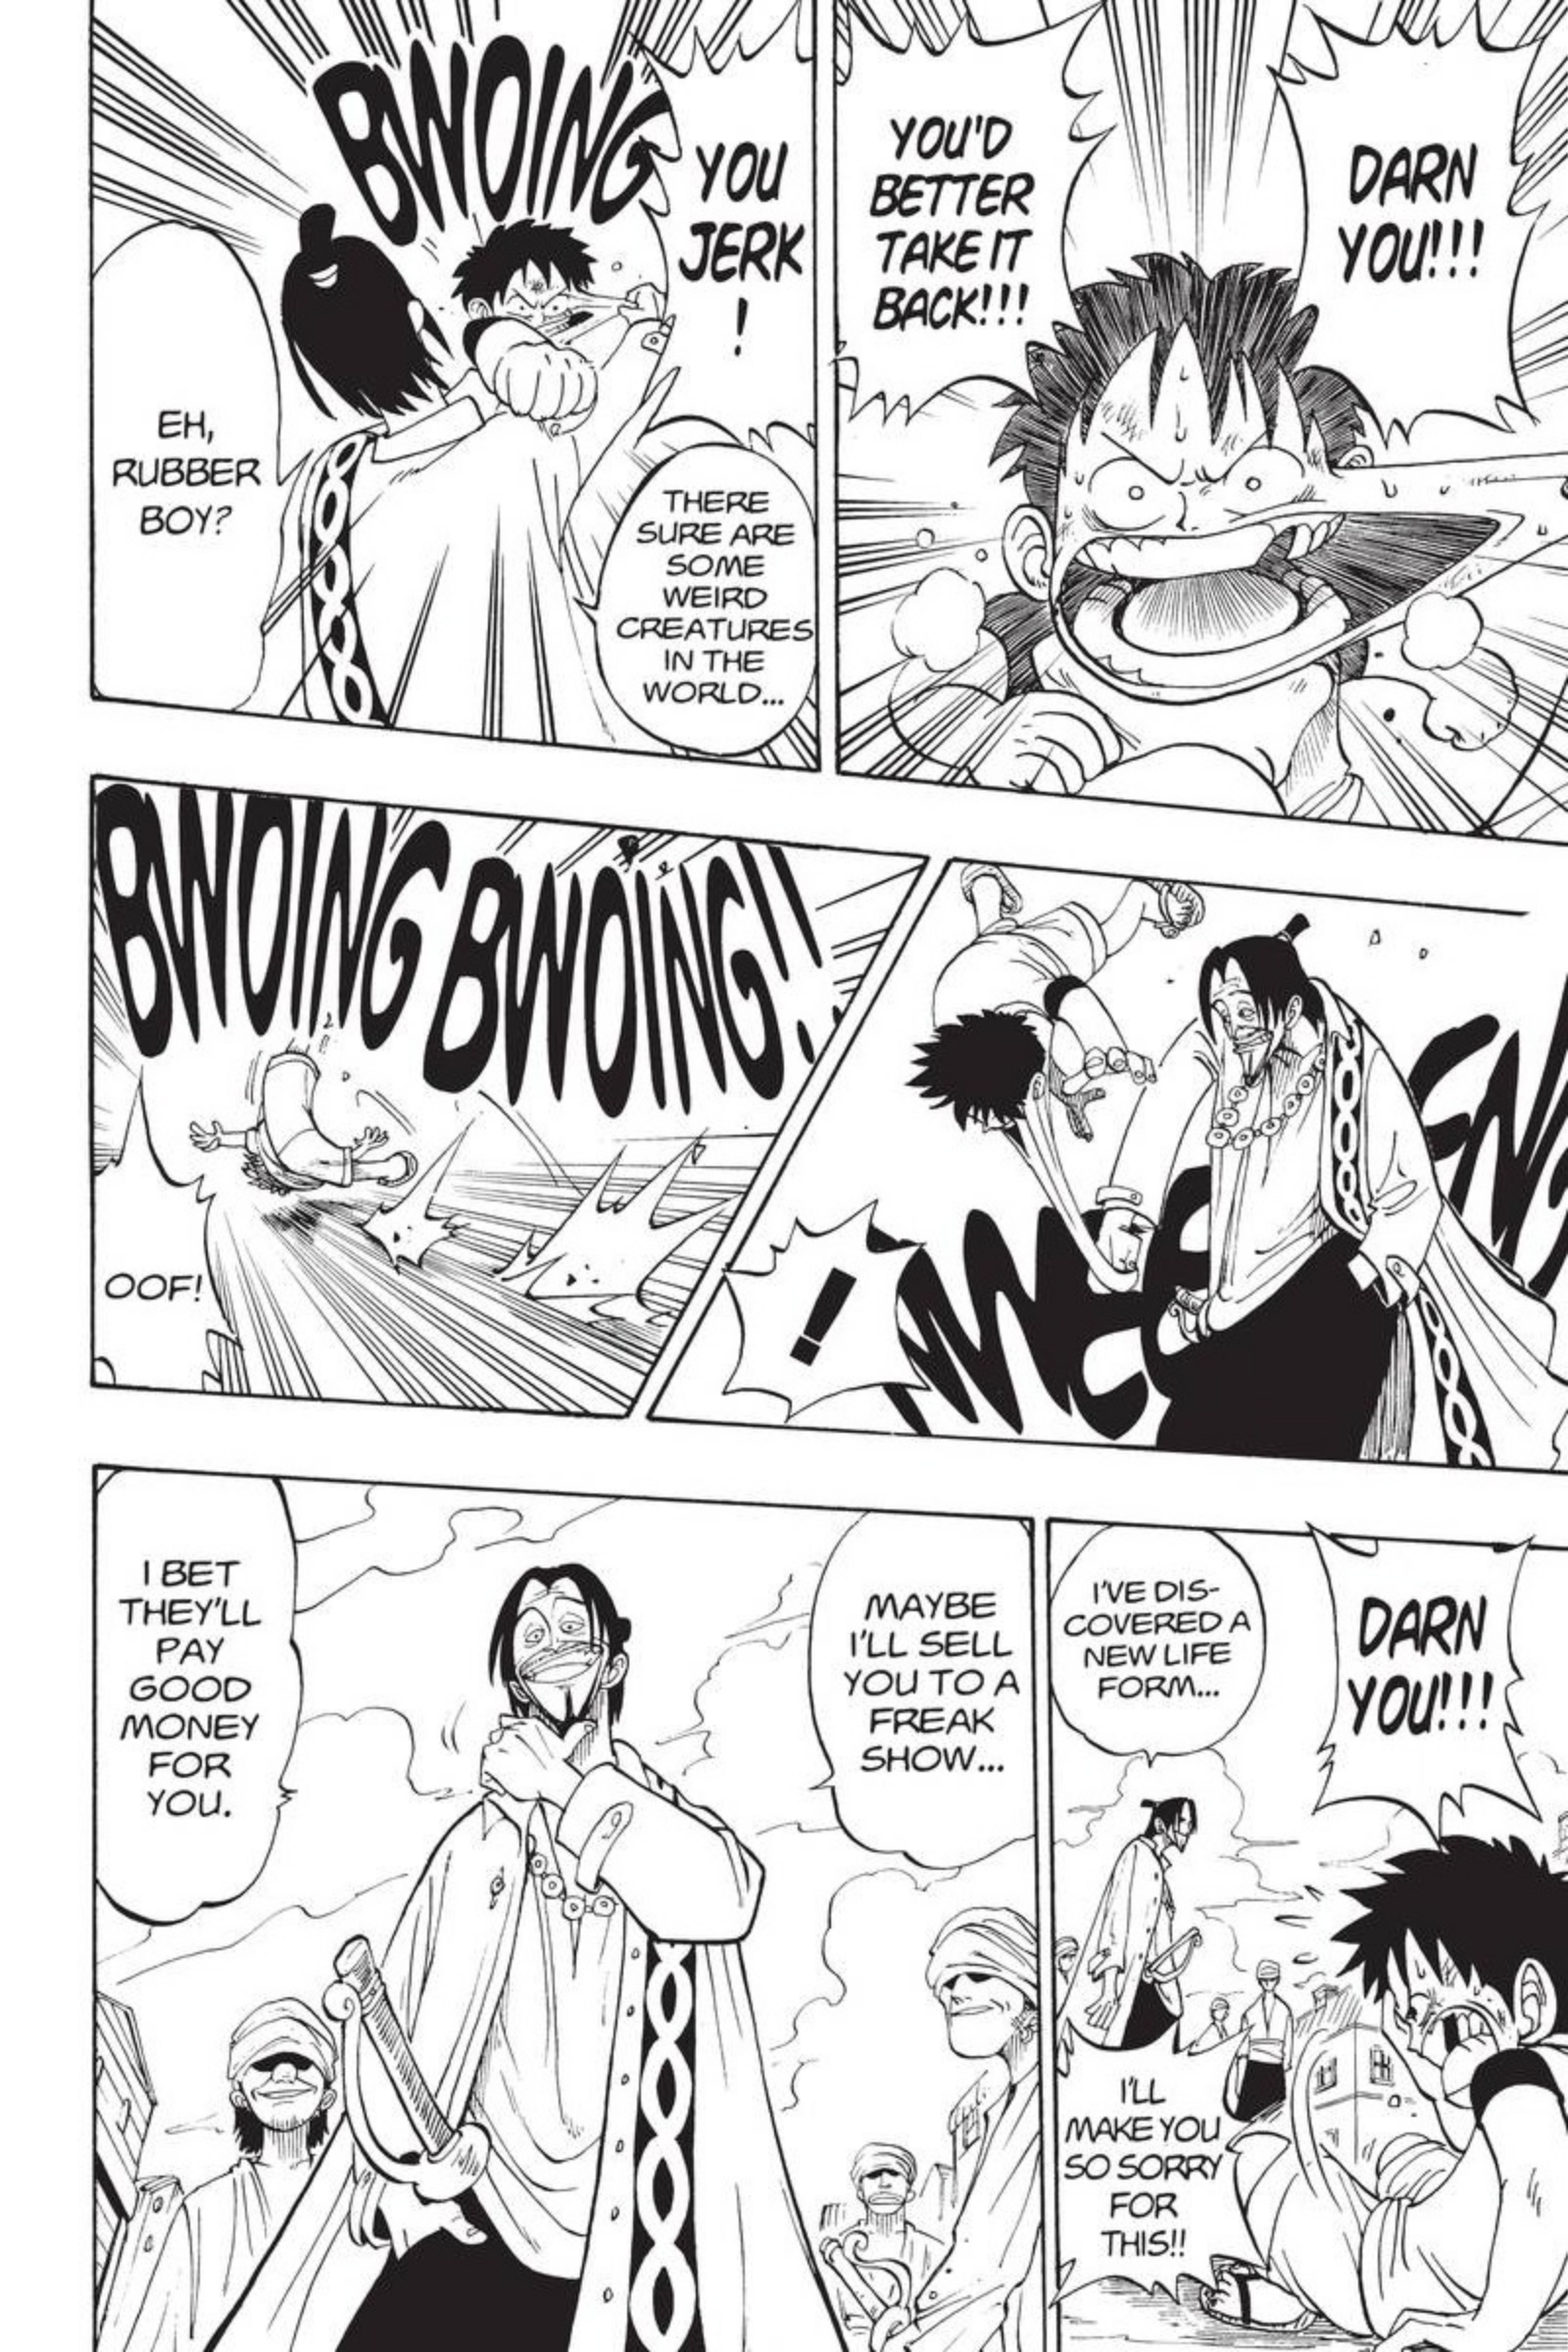 DARN
YOU!!!
YOU'D
BETTER
TAKE IT
BACK!!!
YOU
JERK
!
BWOING
THERE
SURE ARE
SOME
WEIRD
CREATURES
IN THE
WORLD...
EH,
RUBBER
BOY?
!
BWOING BWOING!!
OOF!
DARN
YOU!!!
I'VE DIS-
COVERED A
NEW LIFE
FORM...
I'LL
MAKE YOU
SO SORRY
FOR
THIS!!
MAYBE
I'LL SELL
YOU TO A
FREAK
SHOW...
I BET
THEY'LL
PAY
GOOD
MONEY
FOR
YOU.